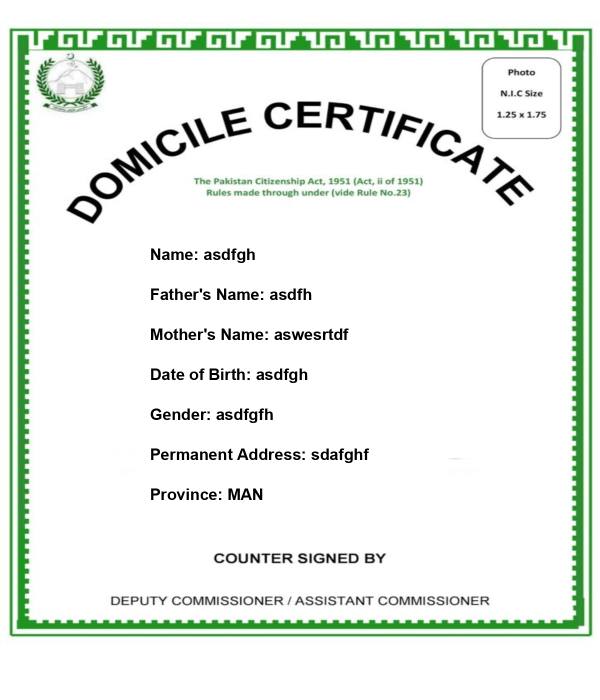 DOMICILE CERTIFICATE
Photo
N.I.C Size
1.25 x 1.75
The Pakistan Citizenship Act, 1951 (Act, ii of 1951)
Rules made through under (vide Rule No.23)
Name: asdfgh
Father's Name: asdfh
Mother's Name: aswesrtdf
Date of Birth: asdfgh
Gender: asdfgfh
Permanent Address: sdafghf
Province: MAN
COUNTER SIGNED BY
DEPUTY COMMISSIONER / ASSISTANT COMMISSIONER